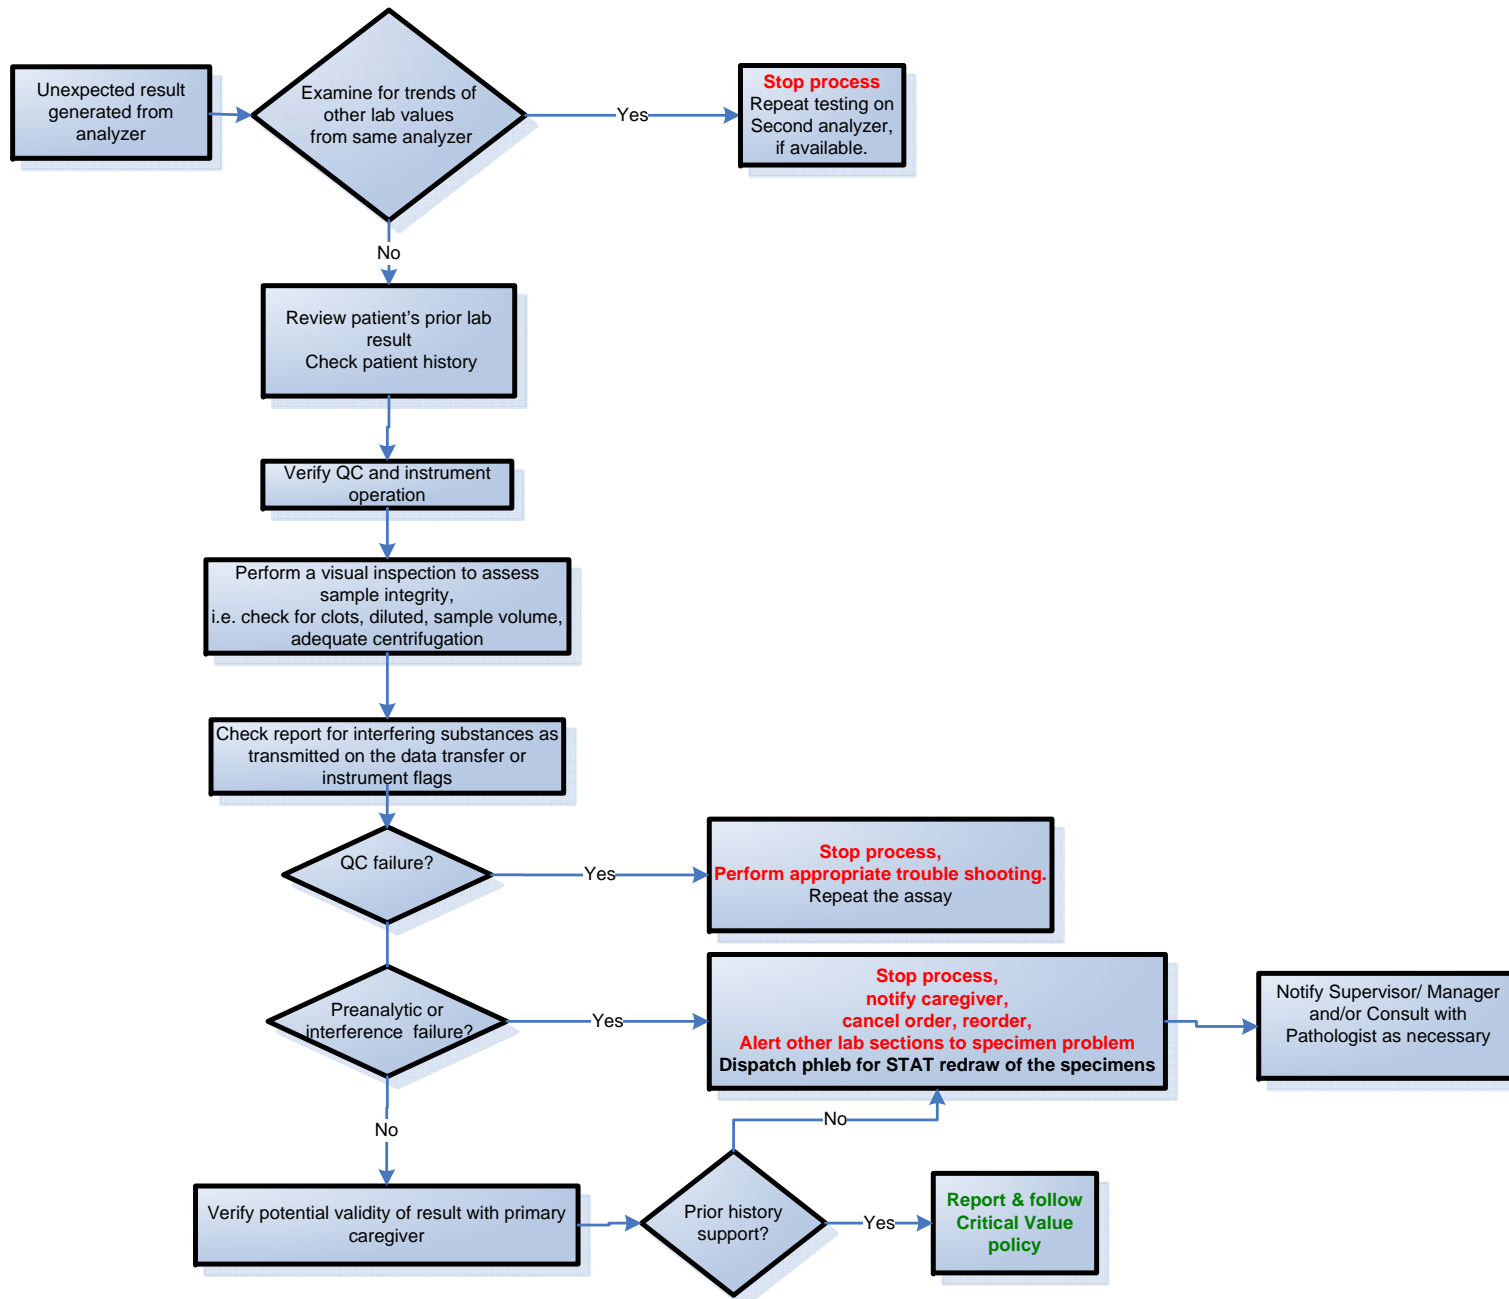 Unexpected result
generated from
analyzer
Examine for trends of
other lab values
from same analyzer
Yes
Stop process
Repeat testing on
Second analyzer,
if available.
No
Review patient's prior lab
result
Check patient history
Verify QC and instrument
operation
Perform a visual inspection to assess
sample integrity,
i.e. check for clots, diluted, sample volume,
adequate centrifugation
Check report for interfering substances as
transmitted on the data transfer or
instrument flags
QC failure?
Yes
Stop process,
Perform appropriate trouble shooting.
Repeat the assay
Preanalytic or
interference failure?
Yes
Stop process,
notify caregiver,
cancel order, reorder,
Alert other lab sections to specimen problem
Dispatch phleb for STAT redraw of the specimens
Notify Supervisor/ Manager
and/or Consult with
Pathologist as necessary
No
Verify potential validity of result with primary
caregiver
Prior history
support?
No
Yes
Report & follow
Critical Value
policy